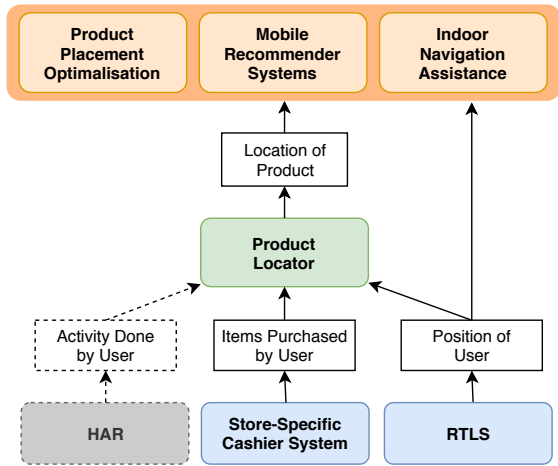 Product
Placement
Optimalisation
Mobile
Recommender
Systems
Indoor
Navigation
Assistance
Location of
Product
Product
Locator
Activity Done
by User
Items Purchased
by User
Position of
User
HAR
Store-Specific
Cashier System
RTLS